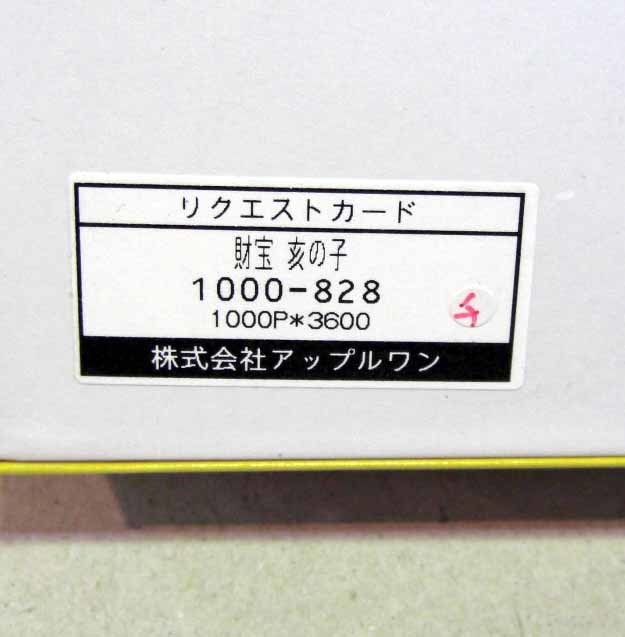 リクエストカード
財宝 亥の子
1000-828
1000P*3600
株式会社アップルワン